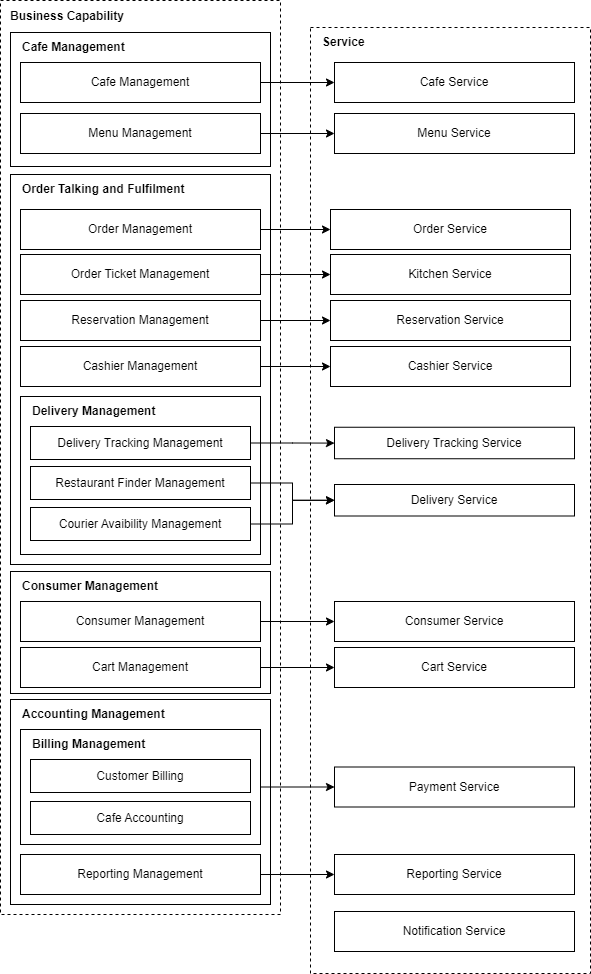 Business Capability
Cafe Management
Cafe Management
Menu Management
Order Talking and Fulfilment
Order Management
Order Ticket Management
Reservation Management
Cashier Management
Delivery Management
Delivery Tracking Management
Restaurant Finder Management
Courier Avaibility Management
Consumer Management
Consumer Management
Cart Management
Accounting Management
Billing Management
Customer Billing
Cafe Accounting
Reporting Management
Service
Cafe Service
Menu Service
Order Service
Kitchen Service
Reservation Service
Cashier Service
Delivery Tracking Service
Delivery Service
Consumer Service
Cart Service
Payment Service
Reporting Service
Notification Service